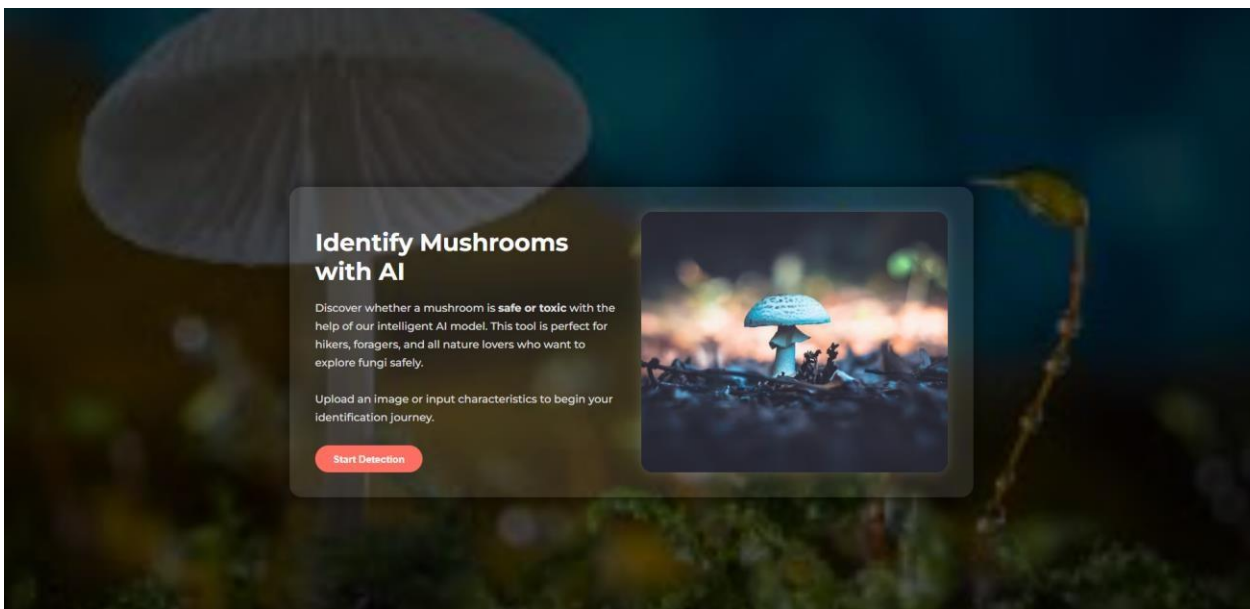 Identify Mushrooms
with AI
Discover whether a mushroom is safe or toxic with the
help of our intelligent AI model. This tool is perfect for
hikers, foragers, and all nature lovers who want to
explore fungi safely.
Upload an image or input characteristics to begin your
identification journey.
Start Detection